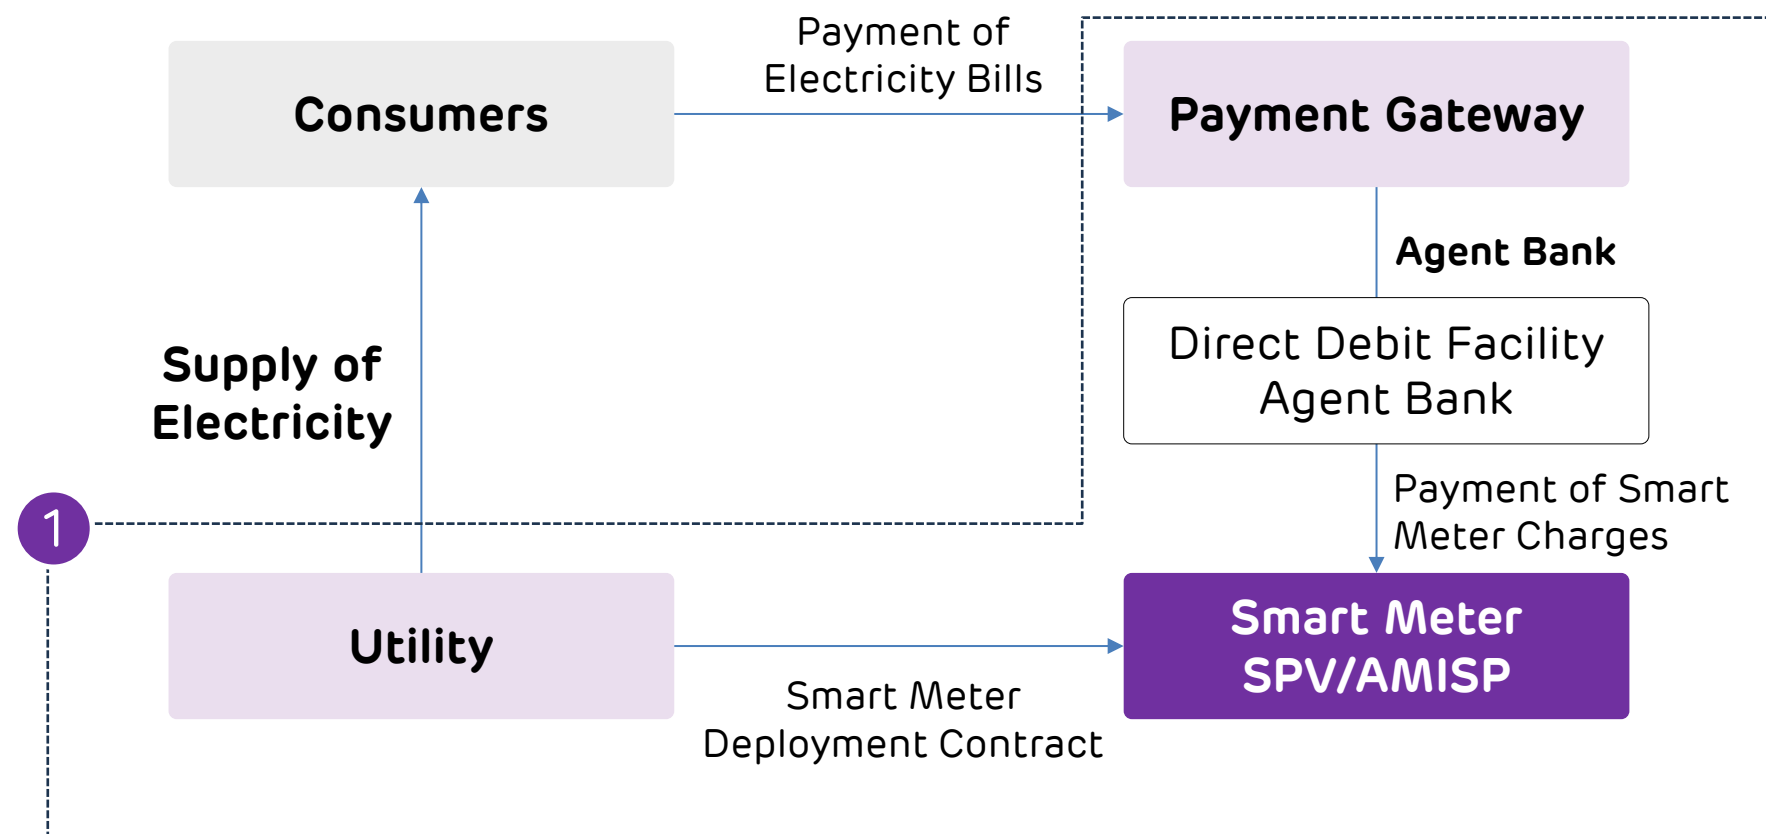 Payment of
Electricity Bills
Consumers
Payment Gateway
Agent Bank
Supply of
Electricity
Direct Debit Facility
Agent Bank
Payment of Smart
Meter Charges
1
Utility
Smart Meter
SPV/AMISP
Smart Meter
Deployment Contract